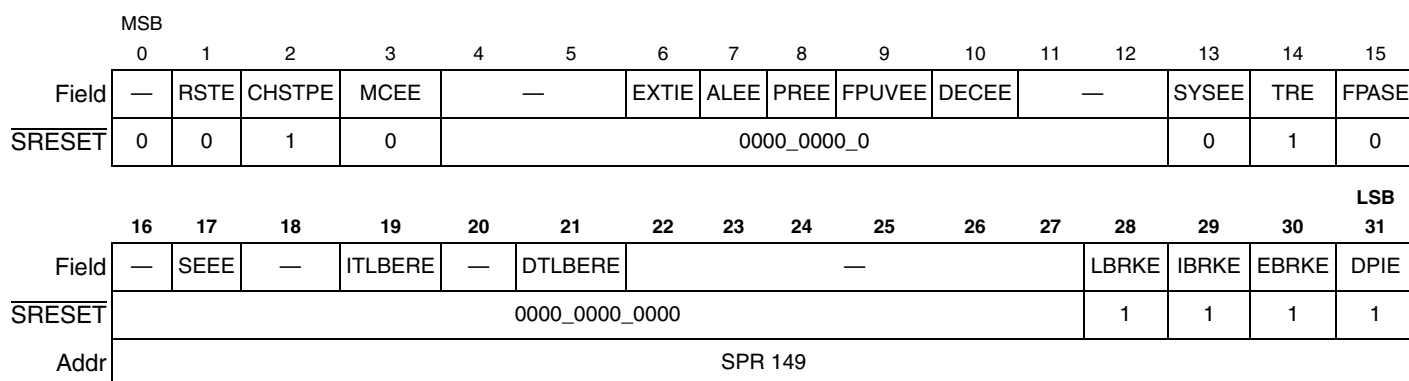 MSB
0 1 2 3 4 5 6 7 8 9 10 11 12 13 14 15
Field — RSTE CHSTPE MCEE — EXTIE ALEE PREE FPUVEE DECEE — SYSEE TRE FPASE
SRESET 0 0 1 0 0000_0000_0 0 1 0
LSB
16 17 18 19 20 21 22 23 24 25 26 27 28 29 30 31
Field — SEEE — ITLBERE — DTLBERE — LBRKE IBRKE EBRKE DPIE
SRESET 0000_0000_0000 1 1 1 1
Addr SPR 149